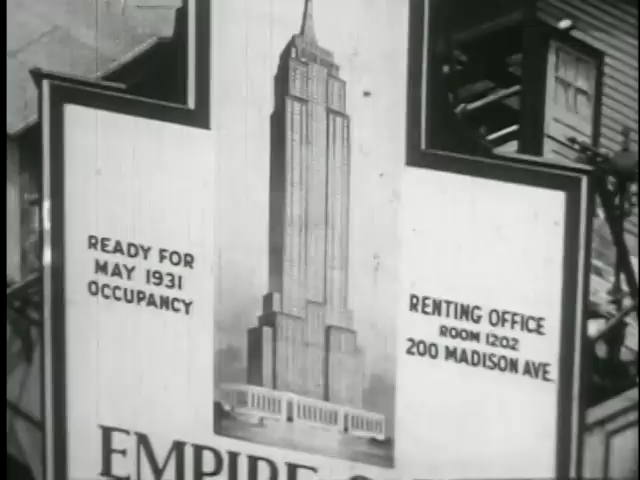 READY FOR
MAY 1931
OCCUPANCY
RENTING OFFICE
ROOM 1202
200 MADISON AVE.
EMPIRE